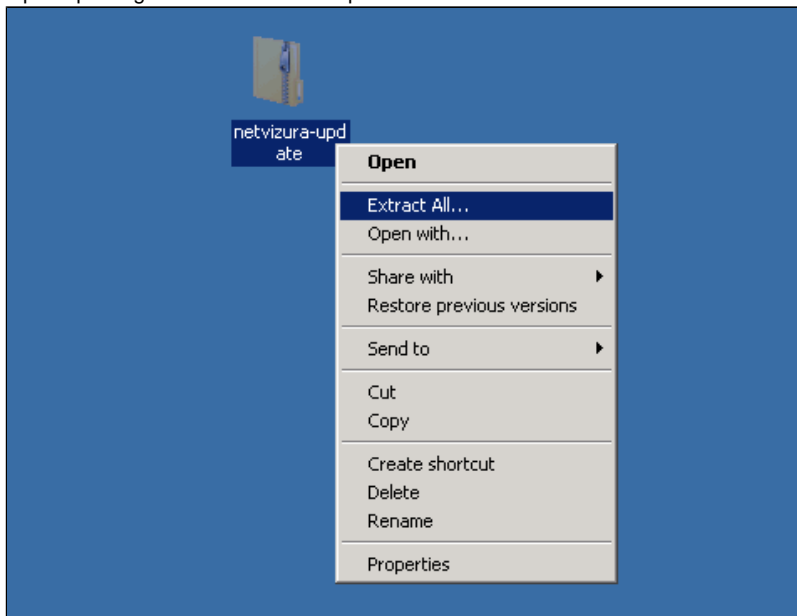 netvizura-upd
ate
Open
Extract All...
Open with...
Share with
Restore previous versions
Send to
Cut
Copy
Create shortcut
Delete
Rename
Properties